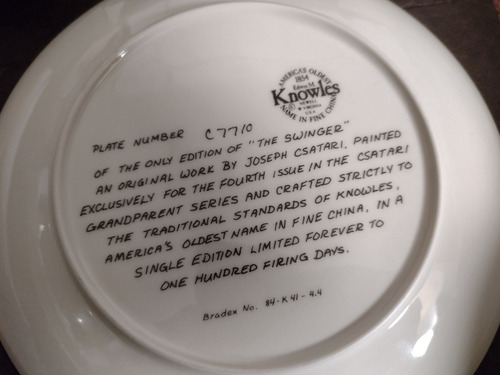 AMERICA'S OLDEST
1854
Edwin M.
Knowles
NEWELL
W. VIRGINIA
U.S.A.
NAME IN FINE CHINA
PLATE NUMBER C7710
OF THE ONLY EDITION OF "THE SWINGER"
AN ORIGINAL WORK BY JOSEPH CSATARI, PAINTED
EXCLUSIVELY FOR THE FOURTH ISSUE IN THE CSATARI
GRANDPARENT SERIES AND CRAFTED STRICTLY TO
THE TRADITIONAL STANDARDS OF KNOWLES,
AMERICA'S OLDEST NAME IN FINE CHINA, IN A
SINGLE EDITION LIMITED FOREVER TO
ONE HUNDRED FIRING DAYS.
Bradex No. 84-K41-4.4